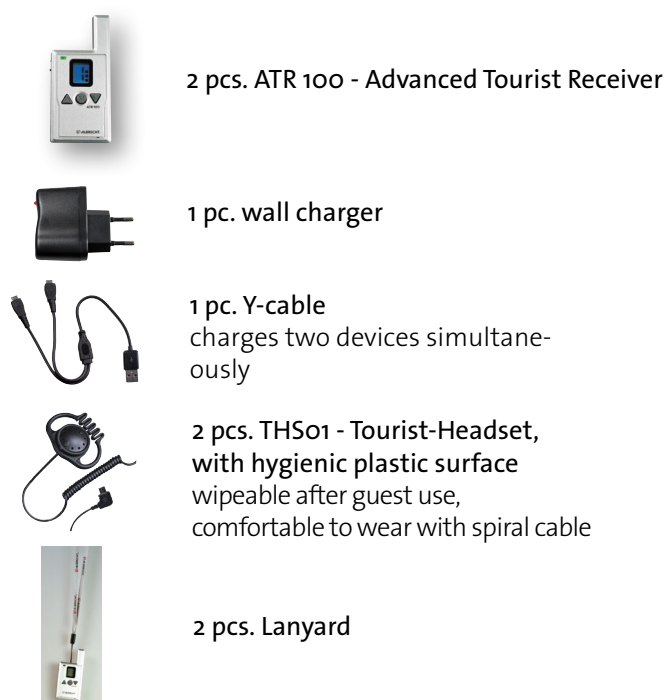 2 pcs. ATR 100 - Advanced Tourist Receiver
ALBRECHT
1 pc. wall charger
1 pc. Y-cable
charges two devices simultane-
ously
2 pcs. THS01 - Tourist-Headset,
with hygienic plastic surface
wipeable after guest use,
comfortable to wear with spiral cable
2 pcs. Lanyard